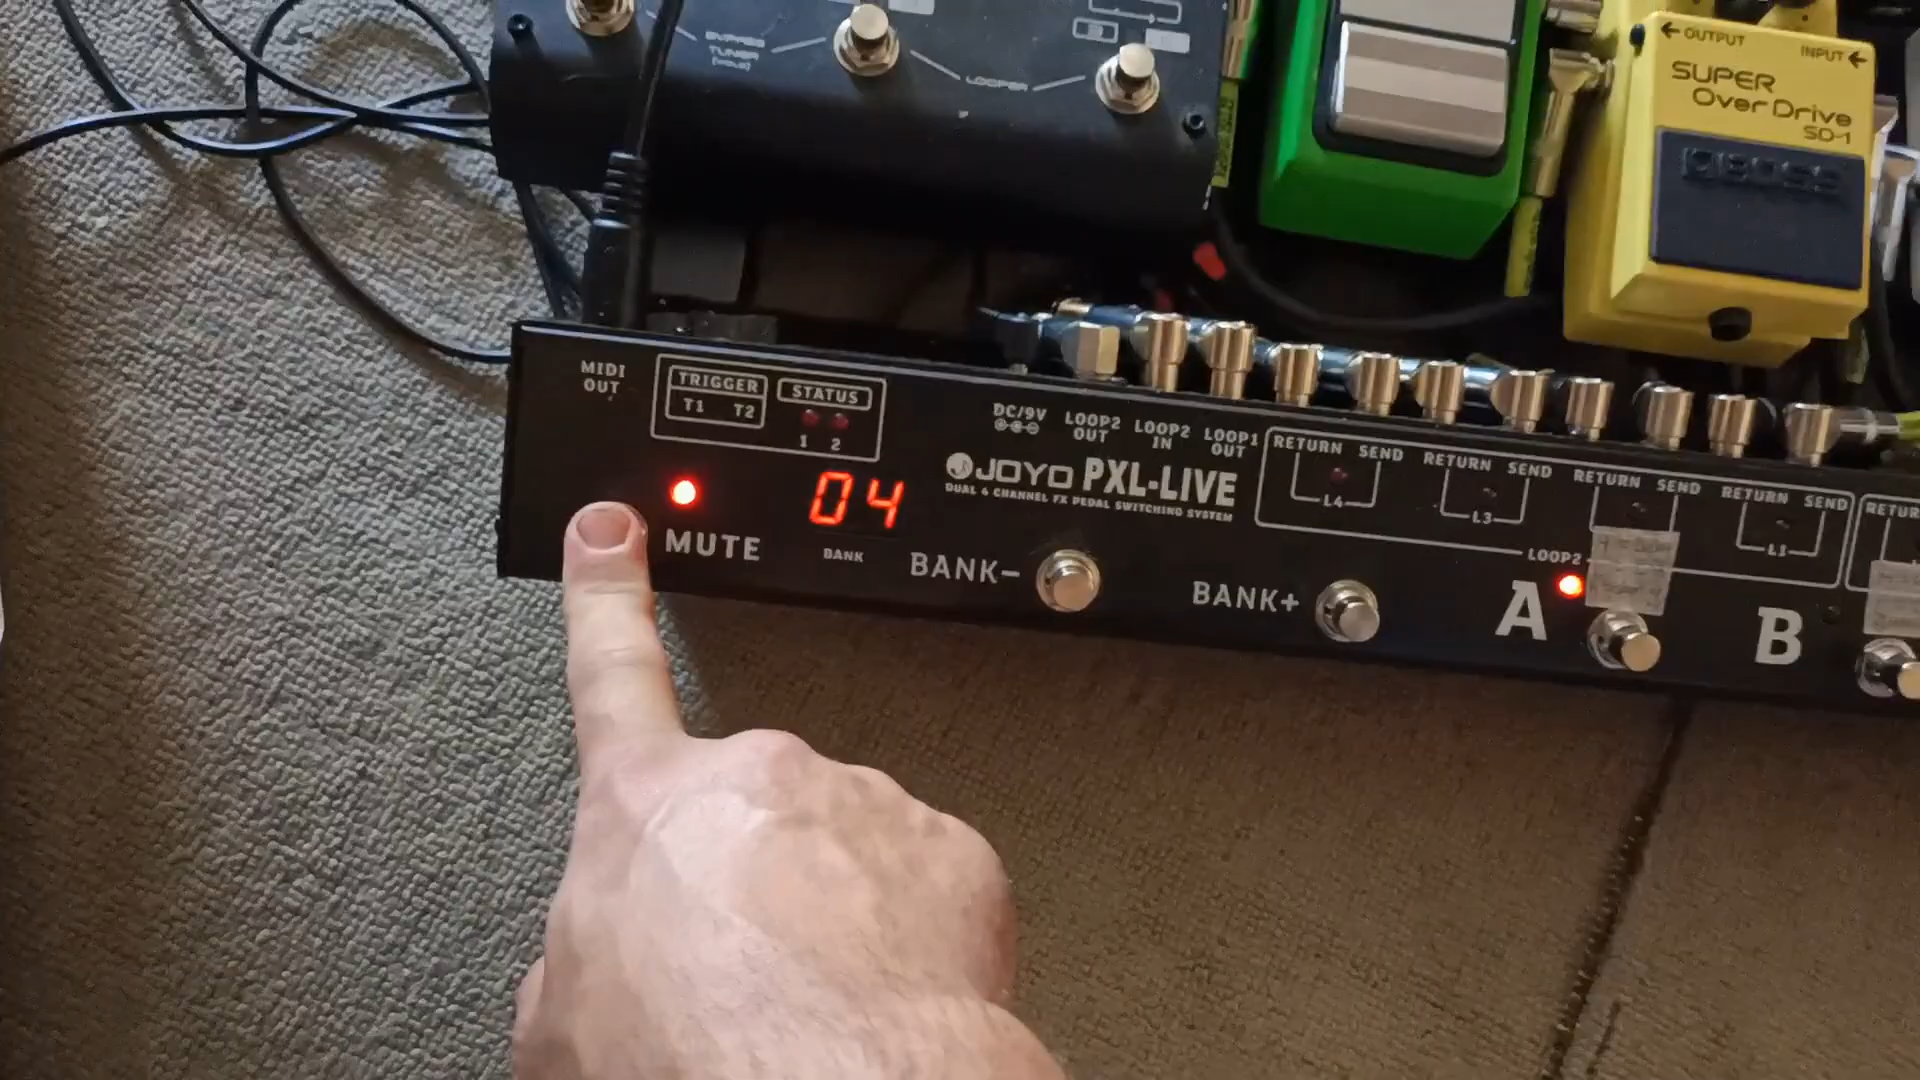 BYPASS
TUNER
(HOLD)
LOOPER
OUTPUT
INPUT
SUPER
Over Drive
SD-1
BOSS
MIDI
OUT
TRIGGER
T1 T2
STATUS
1 2
MUTE
04
BANK
BANK-
DC/9V
LOOP2
OUT
LOOP2
IN
LOOP1
OUT
JOYO PXL-LIVE
DUAL 4 CHANNEL FX PEDAL SWITCHING SYSTEM
BANK+
RETURN SEND
L4
RETURN SEND
L3
RETURN SEND
RETURN SEND
L1
LOOP2
A
B